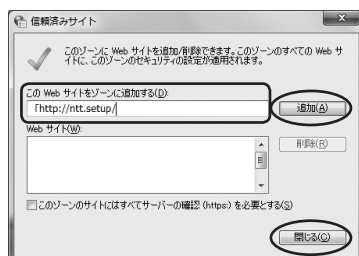 信頼済みサイト
このゾーンに Web サイトを追加/削除できます。このゾーンのすべての Web サ
イトに、このゾーンのセキュリティの設定が適用されます。
この Web サイトをゾーンに追加する(D):
「http://ntt.setup/
追加(A)
Web サイト(W):
削除(R)
このゾーンのサイトにはすべてサーバーの確認 (https:) を必要とする(S)
閉じる(C)